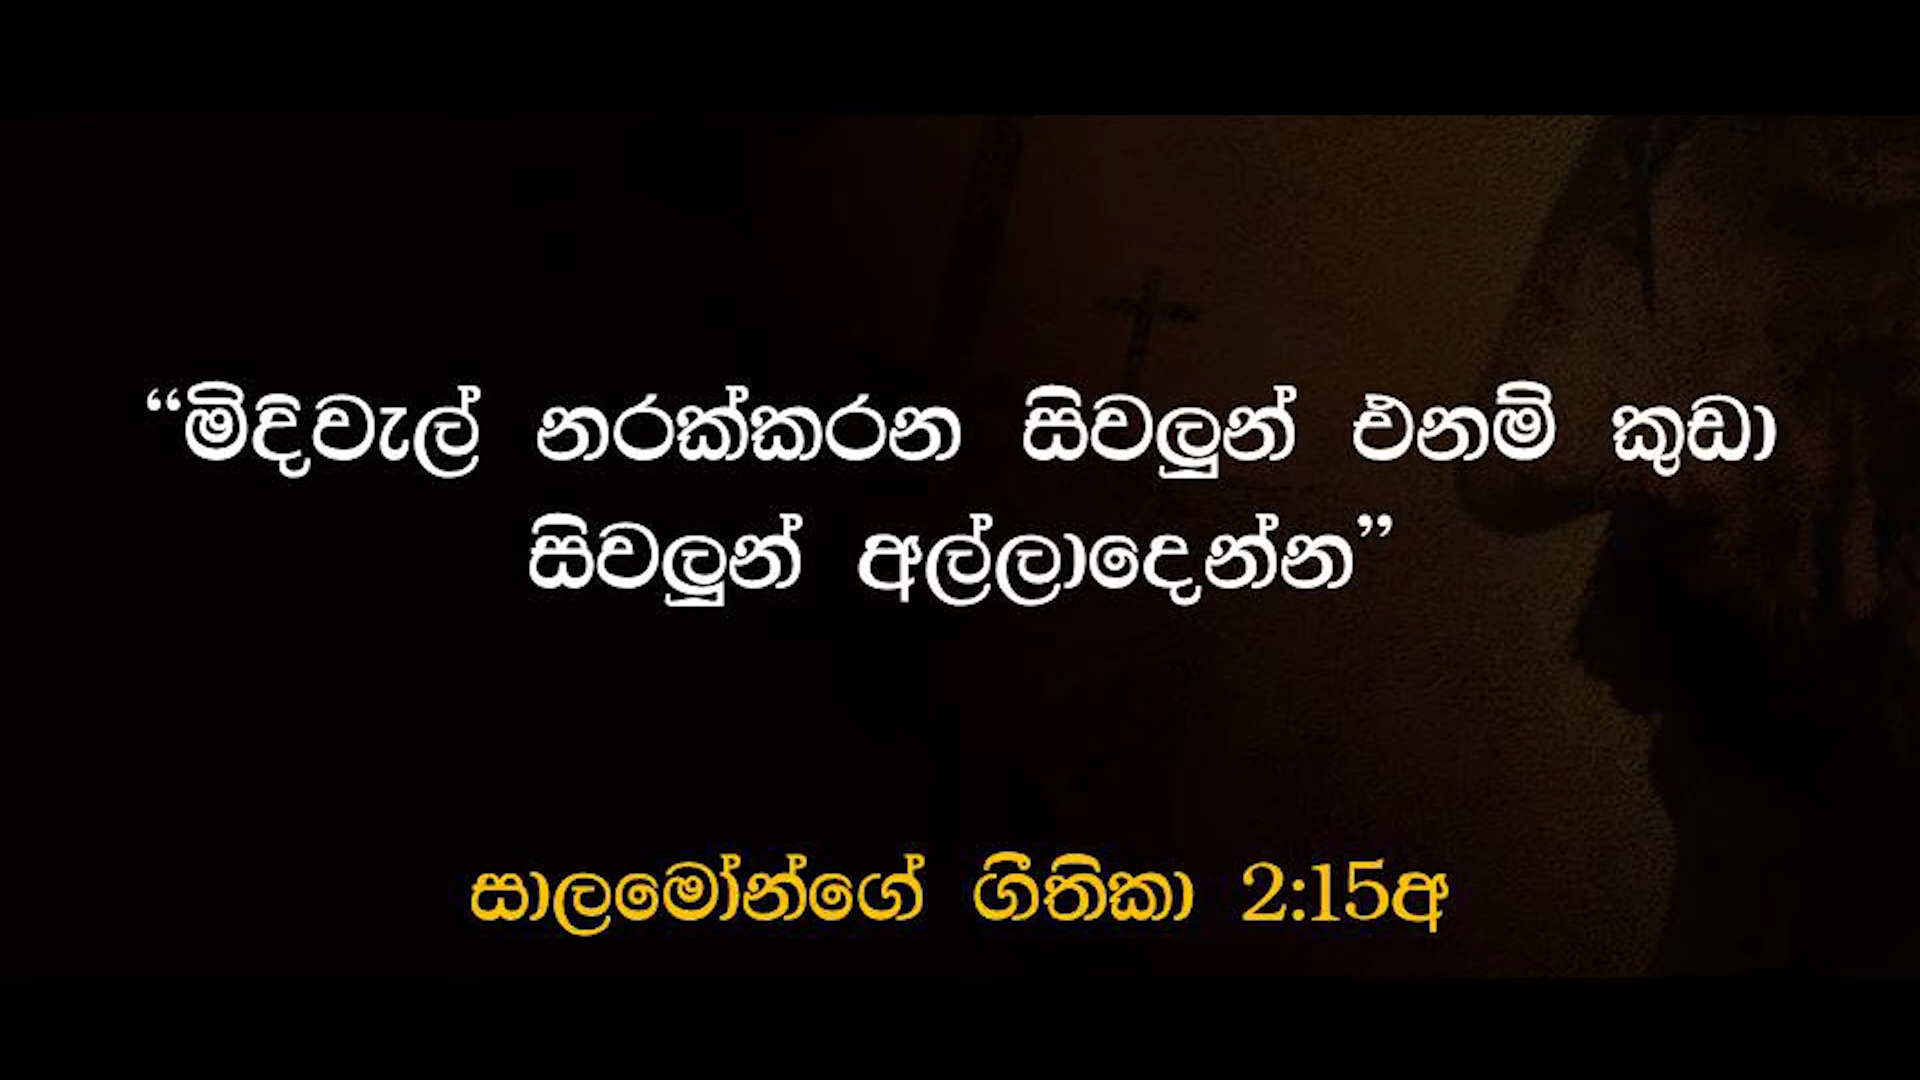 “මිදිවැල් නරක්කරන සිවලුන් එනම් කුඩා
සිවලුන් අල්ලාදෙන්න”
සාලමෝන්ගේ ගීතිකා 2:15අ